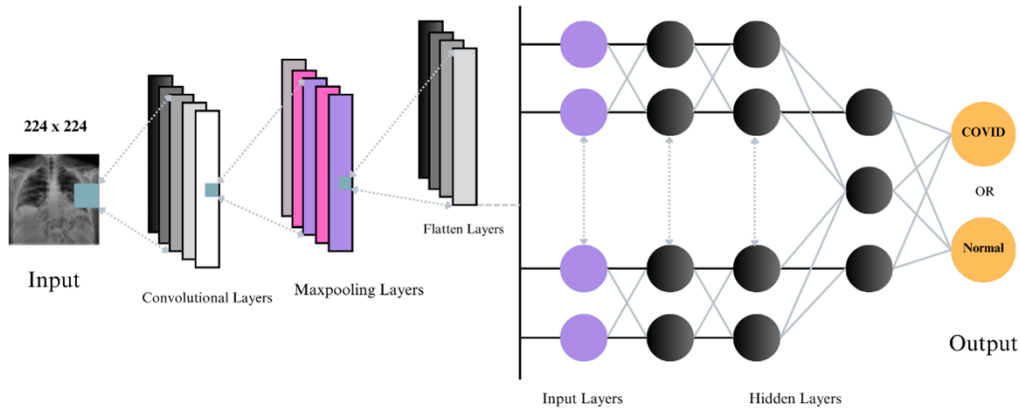 224 x 224
Input
Convolutional Layers
Maxpooling Layers
Flatten Layers
Input Layers
Hidden Layers
COVID
OR
Normal
Output